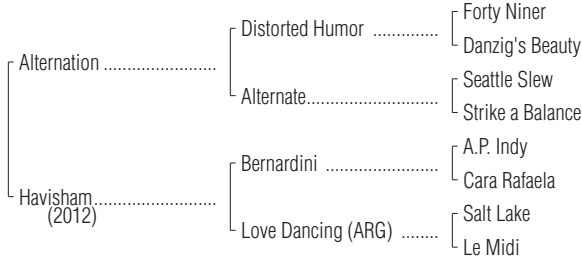 Forty Niner
Distorted Humor ..............
Danzig's Beauty
Alternation ........................
Seattle Slew
Alternate............................
Strike a Balance
A.P. Indy
Bernardini ........................
Cara Rafaela
Havisham..........................
(2012)
Salt Lake
Love Dancing (ARG) ........
Le Midi